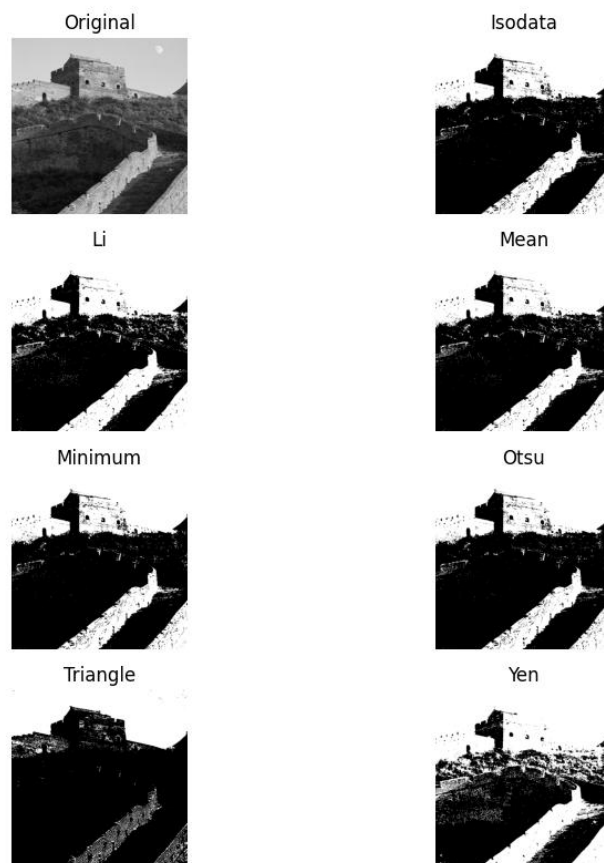 Original
Isodata
Li
Mean
Minimum
Otsu
Triangle
Yen